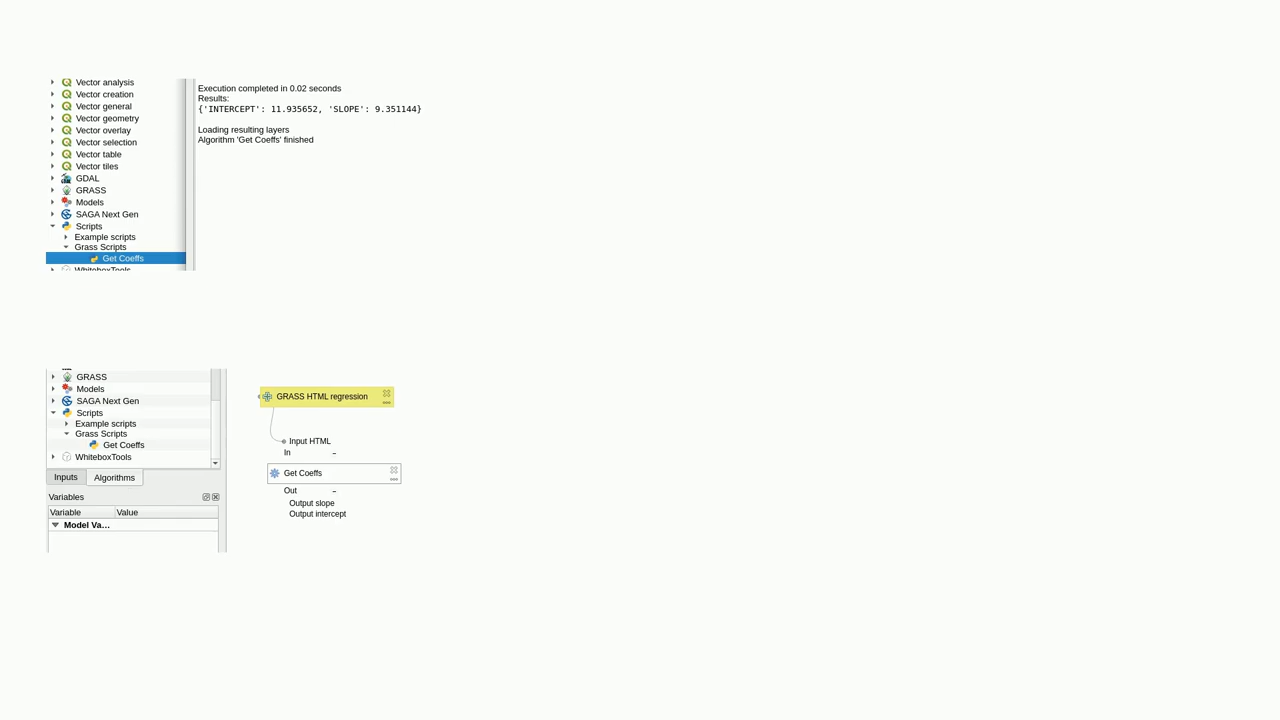 Vector analysis
Vector creation
Vector general
Vector geometry
Vector overlay
Vector selection
Vector table
Vector tiles
GDAL
GRASS
Models
SAGA Next Gen
Scripts
Example scripts
Grass Scripts
Get Coeffs
WhiteboxTools
Execution completed in 0.02 seconds
Results:
{'INTERCEPT': 11.935652, 'SLOPE': 9.351144}
Loading resulting layers
Algorithm 'Get Coeffs' finished
GRASS
Models
SAGA Next Gen
Scripts
Example scripts
Grass Scripts
Get Coeffs
WhiteboxTools
Inputs Algorithms
Variables
Variable Value
Model Va...
GRASS HTML regression
Input HTML
In -
Get Coeffs
Out -
Output slope
Output intercept